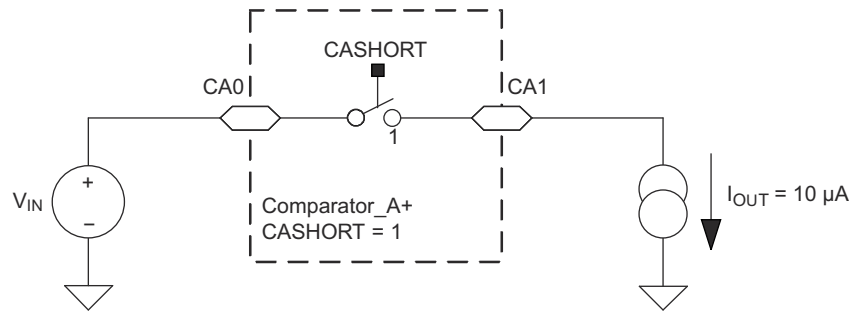 CASHORT
CA0
CA1
1
V_IN
+
−
Comparator_A+
CASHORT = 1
I_OUT = 10 µA